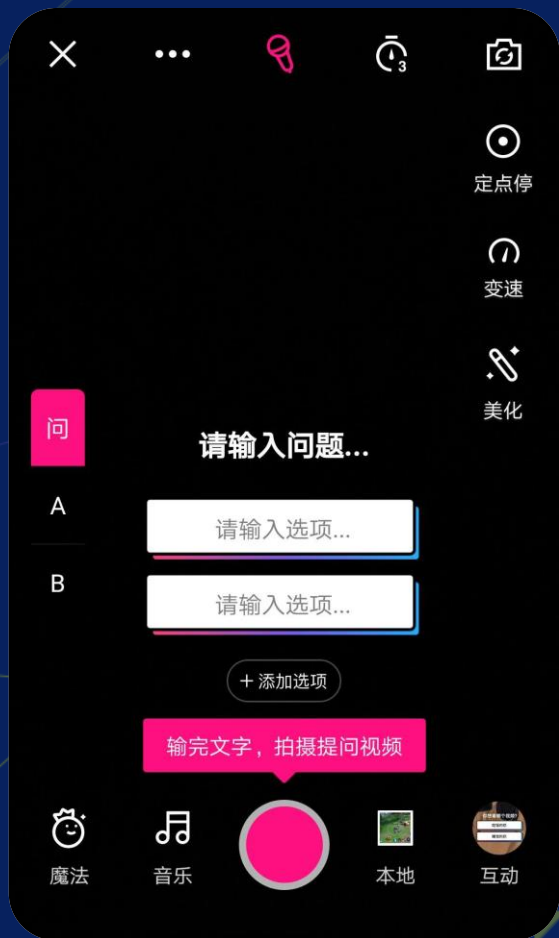 3
定点停
变速
美化
问
请输入问题...
A
请输入选项...
B
请输入选项...
+ 添加选项
输完文字，拍摄提问视频
魔法
音乐
本地
互动